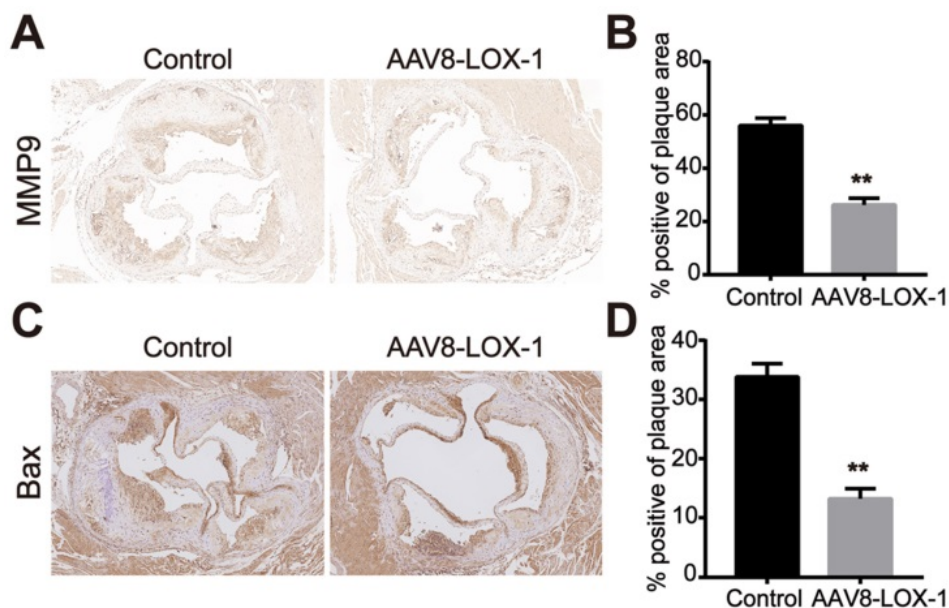 A
Control
AAV8-LOX-1
MMP9
B
% positive of plaque area
80
60
40
20
0
**
Control
AAV8-LOX-1
C
Control
AAV8-LOX-1
Bax
D
% positive of plaque area
40
30
20
10
0
**
Control
AAV8-LOX-1